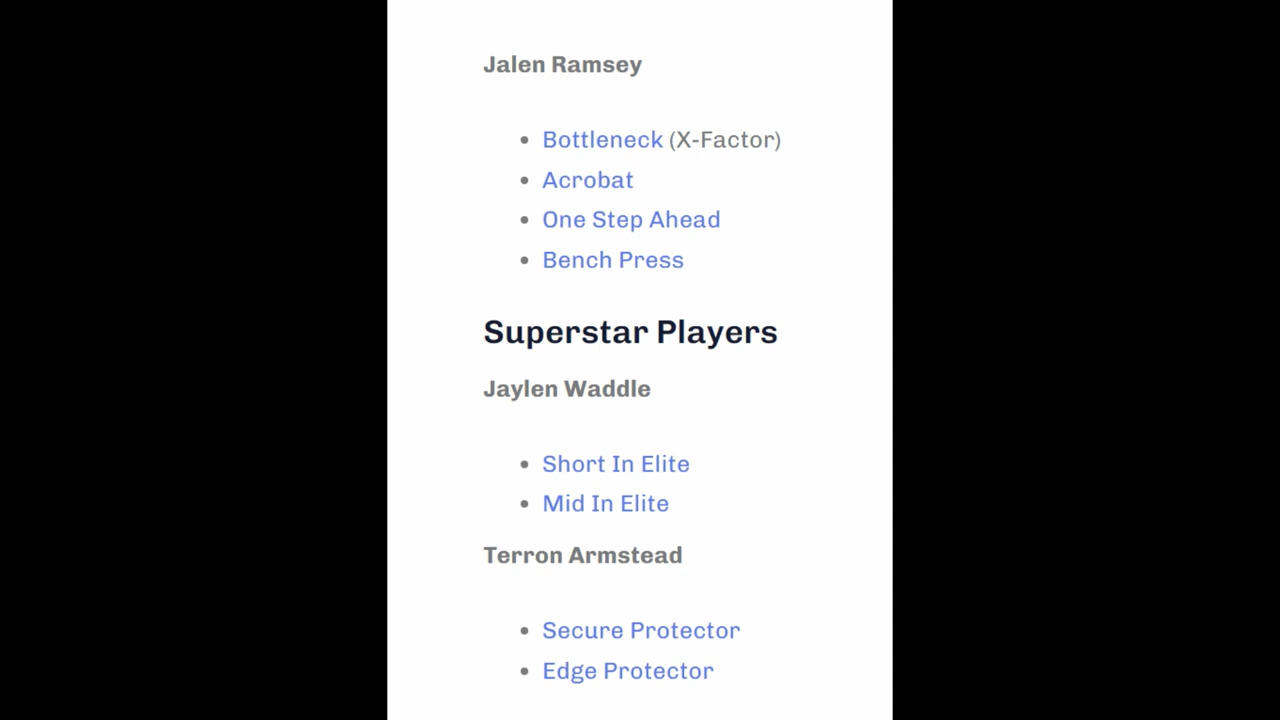 Jalen Ramsey
• Bottleneck (X-Factor)
• Acrobat
• One Step Ahead
• Bench Press
Superstar Players
Jaylen Waddle
• Short In Elite
• Mid In Elite
Terron Armstead
• Secure Protector
• Edge Protector